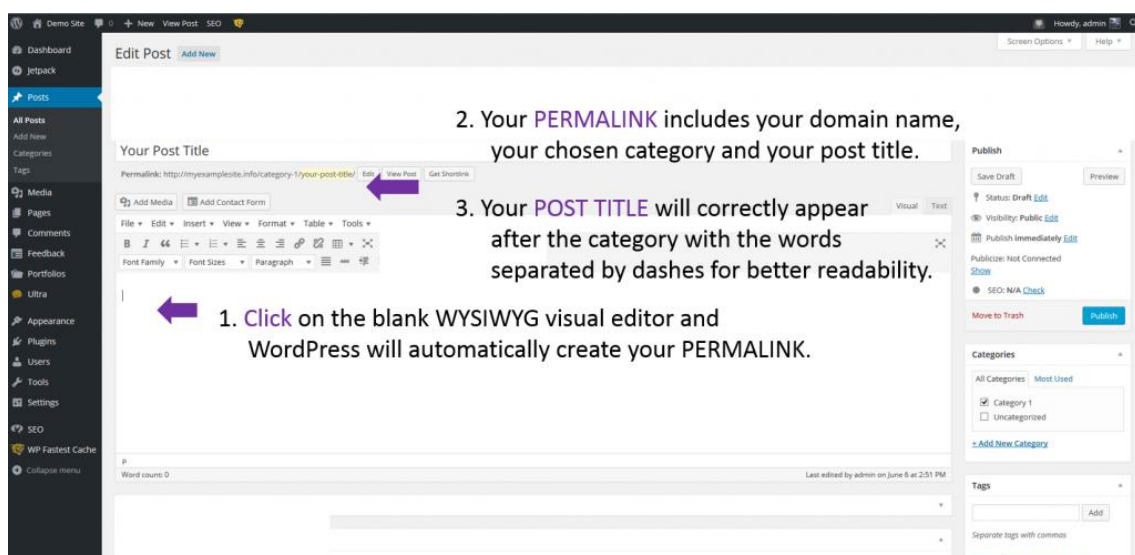 Demo Site 0 + New View Post SEO
Howdy, admin
Dashboard
Jetpack
Posts
All Posts
Add New
Categories
Tags
Media
Pages
Comments
Feedback
Portfolios
Ultra
Appearance
Plugins
Users
Tools
Settings
SEO
WP Fastest Cache
Collapse menu
Edit Post Add New
Screen Options Help
2. Your PERMALINK includes your domain name,
your chosen category and your post title.
Your Post Title
Permalink: http://myexamplesite.info/category-1/your-post-title/ Edit View Post Get Shortlink
Add Media Add Contact Form
Visual Text
File Edit Insert View Format Table Tools
B I
Font Family Font Sizes Paragraph
3. Your POST TITLE will correctly appear
after the category with the words
separated by dashes for better readability.
1. Click on the blank WYSIWYG visual editor and
WordPress will automatically create your PERMALINK.
P
Word count: 0
Last edited by admin on June 6 at 2:51 PM
Publish
Save Draft Preview
Status: Draft Edit
Visibility: Public Edit
Publish immediately Edit
Publicize: Not Connected
Show
SEO: N/A Check
Move to Trash Publish
Categories
All Categories Most Used
Category 1
Uncategorized
+ Add New Category
Tags
Add
Separate tags with commas